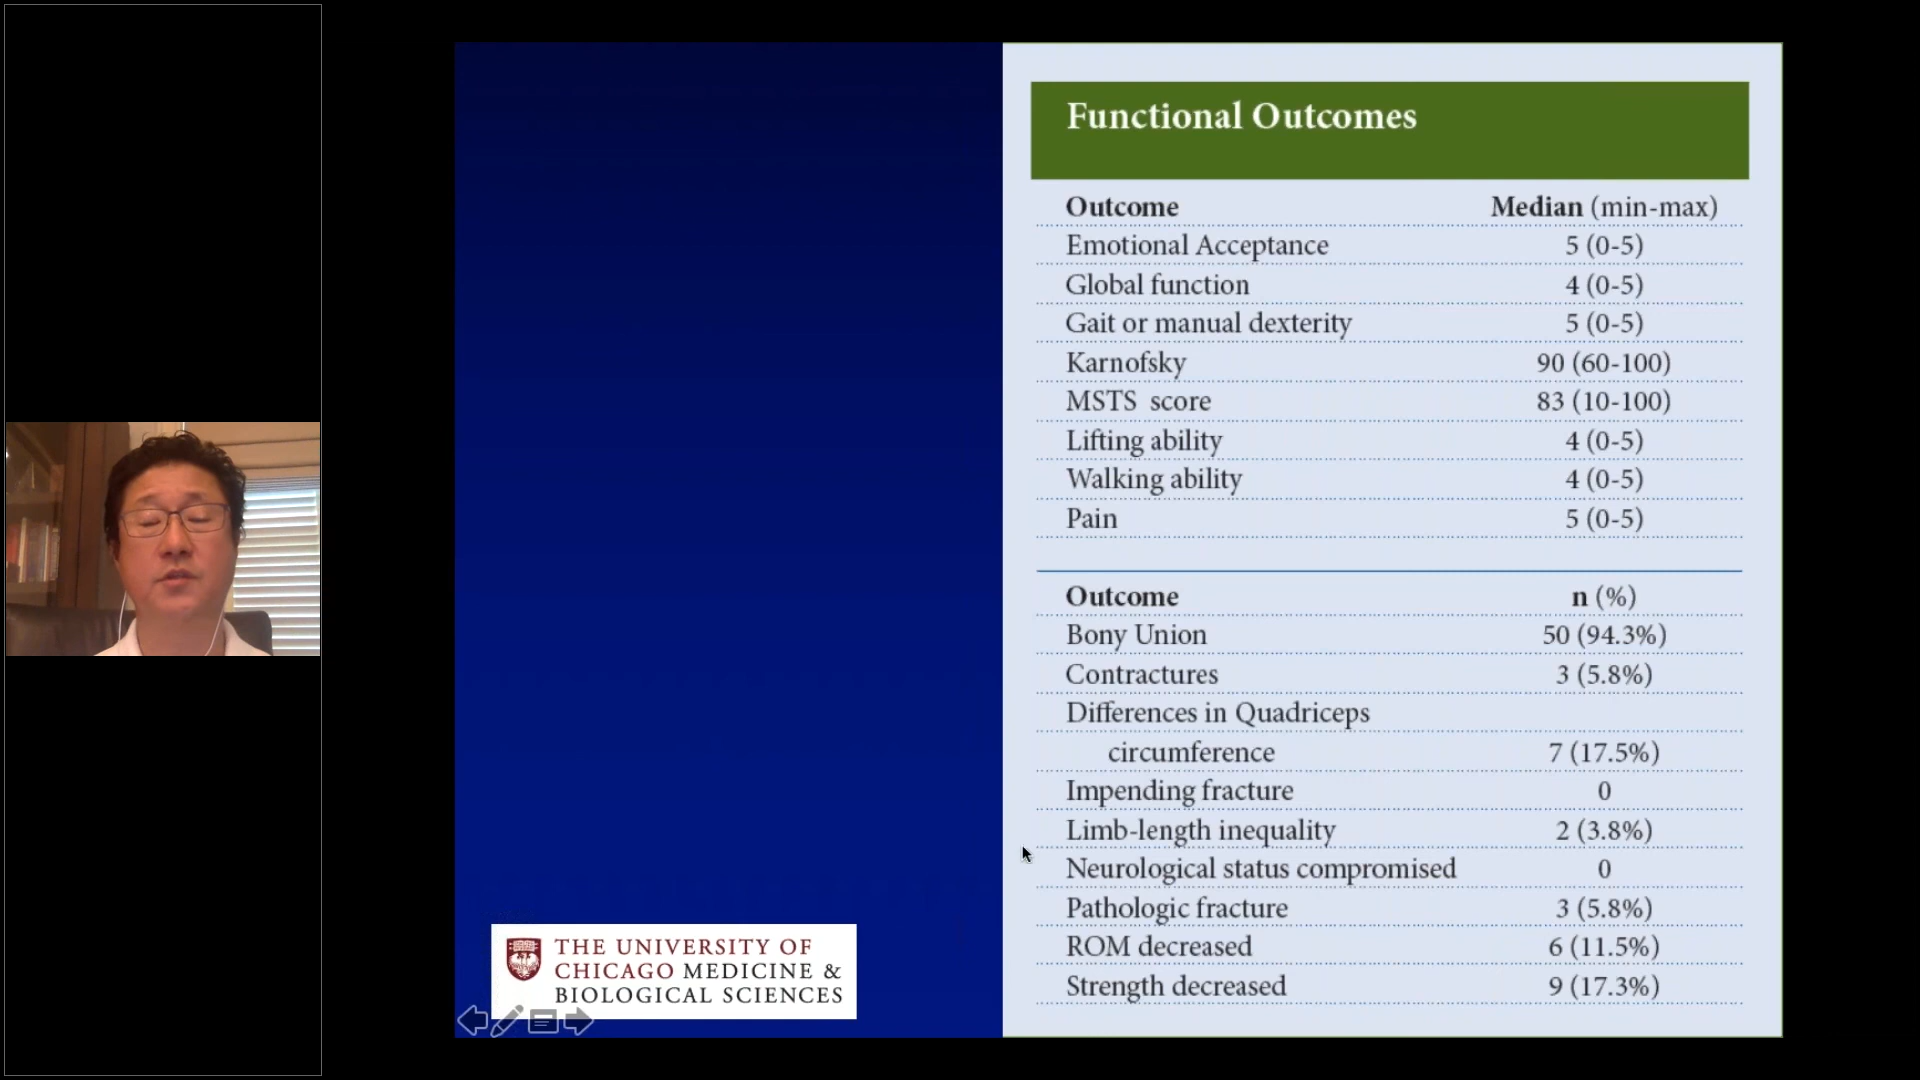 Functional Outcomes
Outcome Median (min-max)
Emotional Acceptance 5 (0-5)
Global function 4 (0-5)
Gait or manual dexterity 5 (0-5)
Karnofsky 90 (60-100)
MSTS score 83 (10-100)
Lifting ability 4 (0-5)
Walking ability 4 (0-5)
Pain 5 (0-5)
Outcome n (%)
Bony Union 50 (94.3%)
Contractures 3 (5.8%)
Differences in Quadriceps
circumference 7 (17.5%)
Impending fracture 0
Limb-length inequality 2 (3.8%)
Neurological status compromised 0
Pathologic fracture 3 (5.8%)
ROM decreased 6 (11.5%)
Strength decreased 9 (17.3%)
THE UNIVERSITY OF
CHICAGO MEDICINE &
BIOLOGICAL SCIENCES